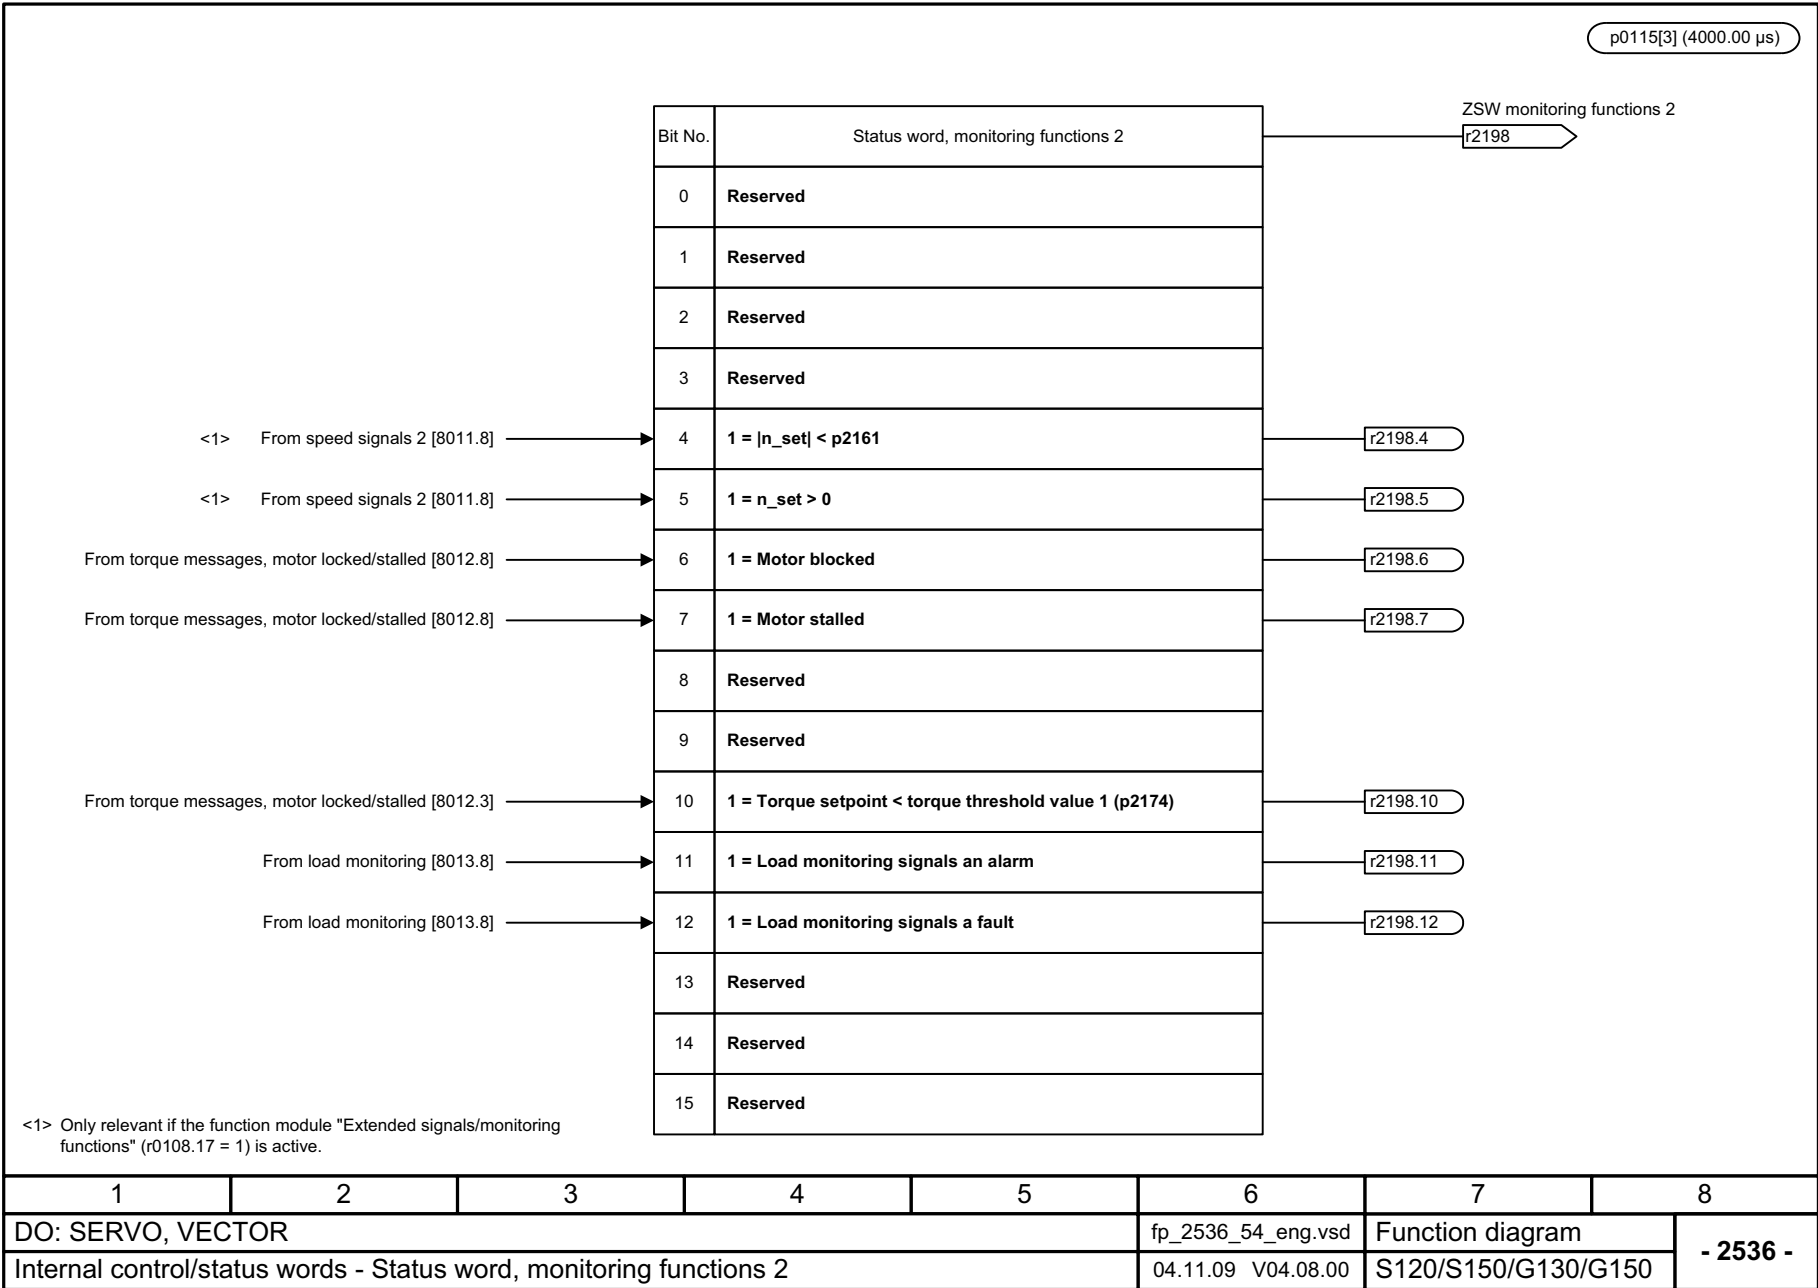 p0115[3] (4000.00 µs)
ZSW monitoring functions 2
Bit No. Status word, monitoring functions 2 r2198
0 Reserved
1 Reserved
2 Reserved
3 Reserved
<1> From speed signals 2 [8011.8] 4 1 = |n_set| < p2161 r2198.4
<1> From speed signals 2 [8011.8] 5 1 = n_set > 0 r2198.5
From torque messages, motor locked/stalled [8012.8] 6 1 = Motor blocked r2198.6
From torque messages, motor locked/stalled [8012.8] 7 1 = Motor stalled r2198.7
8 Reserved
9 Reserved
From torque messages, motor locked/stalled [8012.3] 10 1 = Torque setpoint < torque threshold value 1 (p2174) r2198.10
From load monitoring [8013.8] 11 1 = Load monitoring signals an alarm r2198.11
From load monitoring [8013.8] 12 1 = Load monitoring signals a fault r2198.12
13 Reserved
14 Reserved
15 Reserved
<1> Only relevant if the function module "Extended signals/monitoring
functions" (r0108.17 = 1) is active.
1 2 3 4 5 6 7 8
DO: SERVO, VECTOR fp_2536_54_eng.vsd Function diagram - 2536 -
Internal control/status words - Status word, monitoring functions 2 04.11.09 V04.08.00 S120/S150/G130/G150